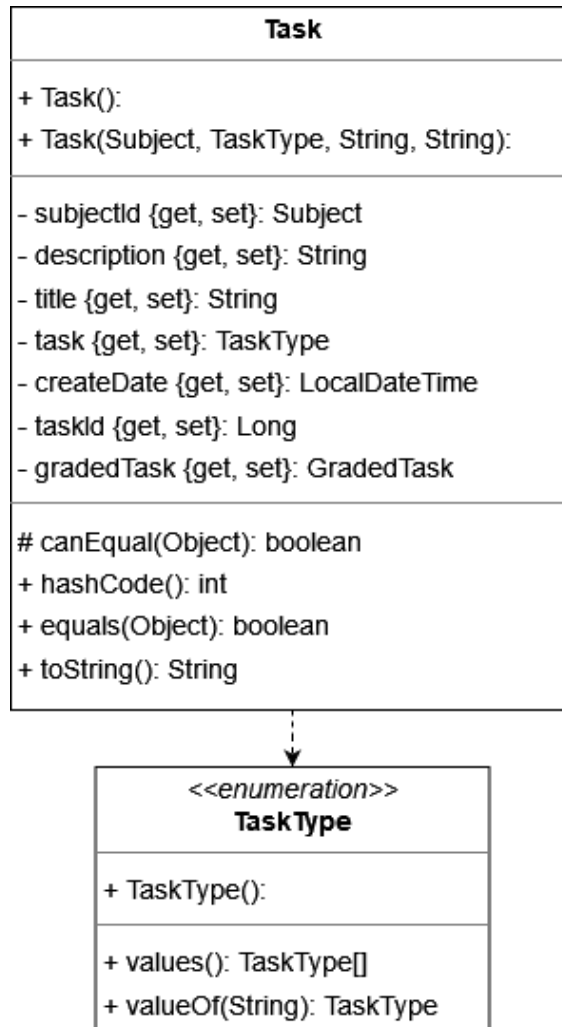 Task
+ Task():
+ Task(Subject, TaskType, String, String):
- subjectId {get, set}: Subject
- description {get, set}: String
- title {get, set}: String
- task {get, set}: TaskType
- createDate {get, set}: LocalDateTime
- taskId {get, set}: Long
- gradedTask {get, set}: GradedTask
# canEqual(Object): boolean
+ hashCode(): int
+ equals(Object): boolean
+ toString(): String
<<enumeration>>
TaskType
+ TaskType():
+ values(): TaskType[]
+ valueOf(String): TaskType